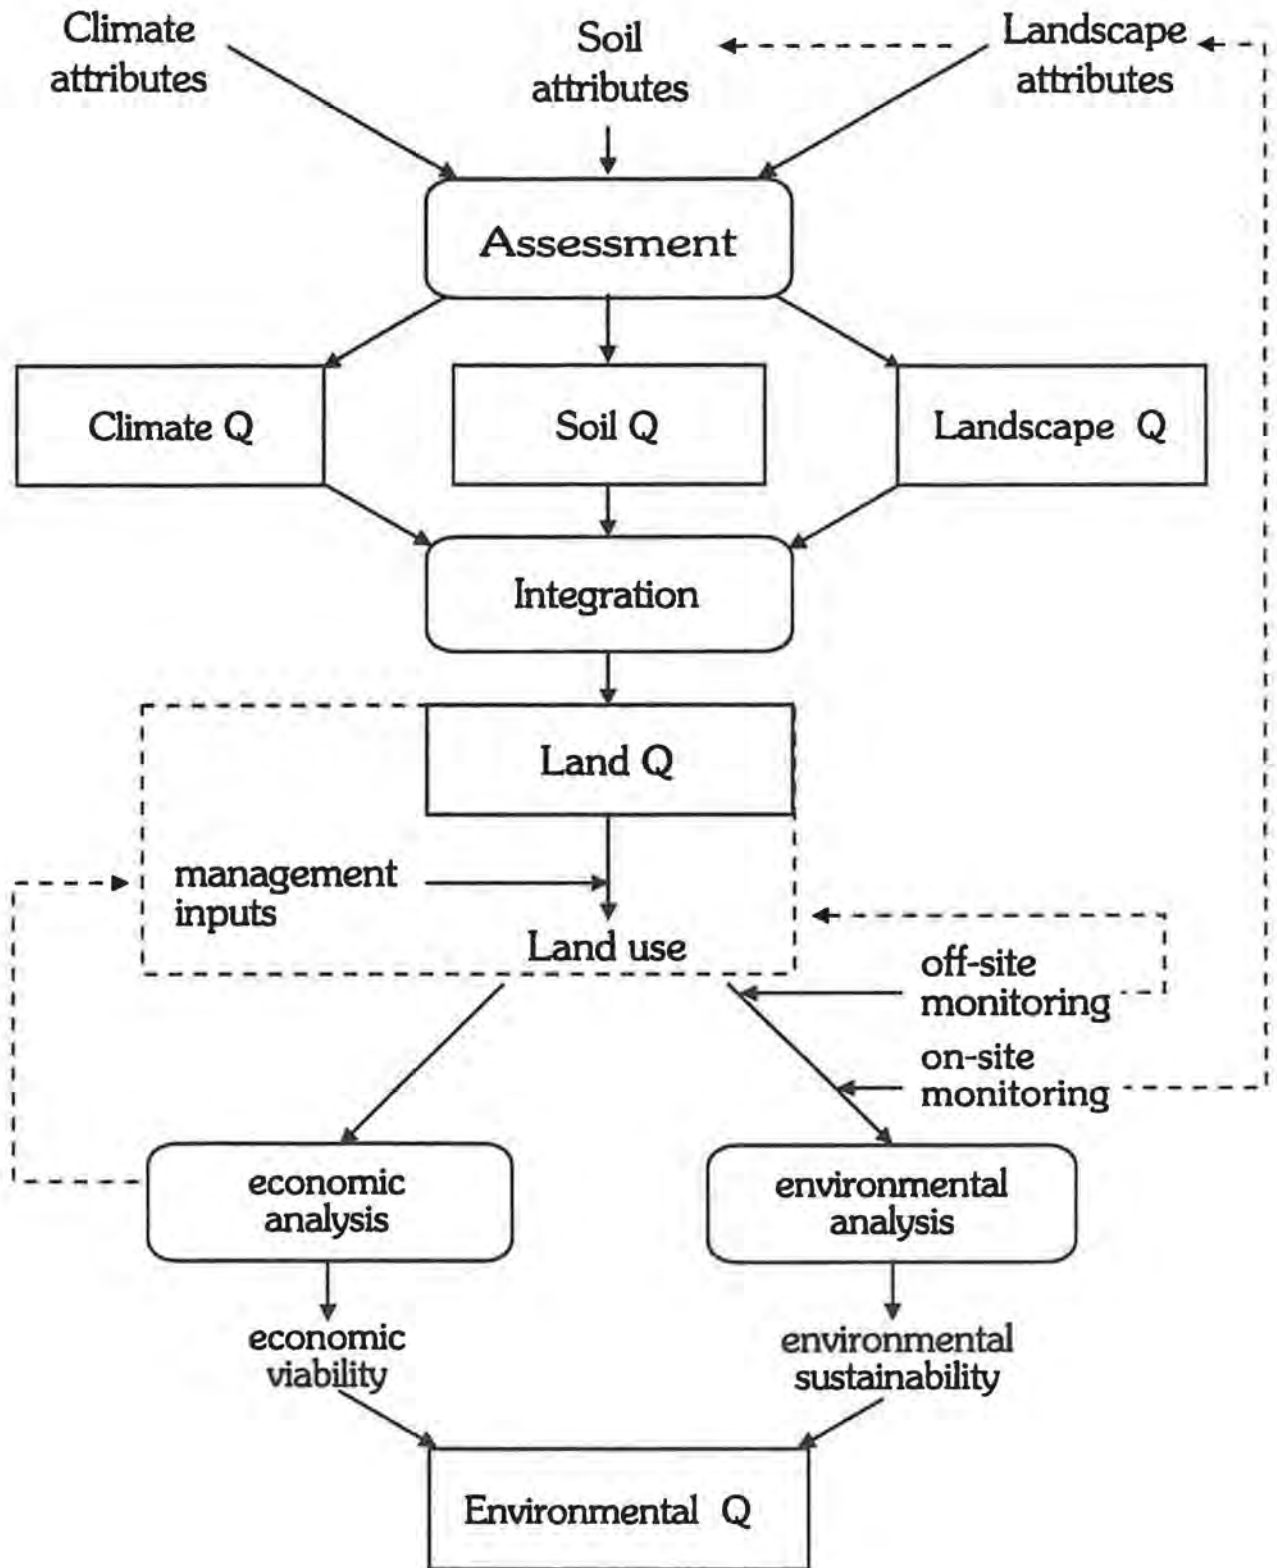 Climate
attributes
Soil
attributes
Landscape
attributes
Assessment
Climate Q
Soil Q
Landscape Q
Integration
Land Q
management
inputs
Land use
off-site
monitoring
on-site
monitoring
economic
analysis
environmental
analysis
economic
viability
environmental
sustainability
Environmental Q